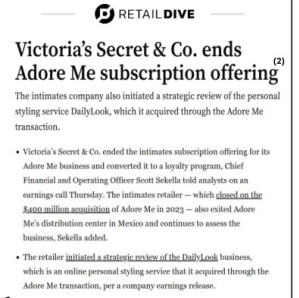 RETAIL DIVE
Victoria's Secret & Co. ends
Adore Me subscription offering
(2)
The intimates company also initiated a strategic review of the personal
styling service DailyLook, which it acquired through the Adore Me
transaction.
• Victoria's Secret & Co. ended the intimates subscription offering for its
Adore Me business and converted it to a loyalty program, Chief
Financial and Operating Officer Scott Sekella told analysts on an
earnings call Thursday. The intimates retailer — which closed on the
$400 million acquisition of Adore Me in 2023 — also exited Adore
Me's distribution center in Mexico and continues to assess the
business, Sekella added.
• The retailer initiated a strategic review of the DailyLook business,
which is an online personal styling service that it acquired through the
Adore Me transaction, per a company earnings release.